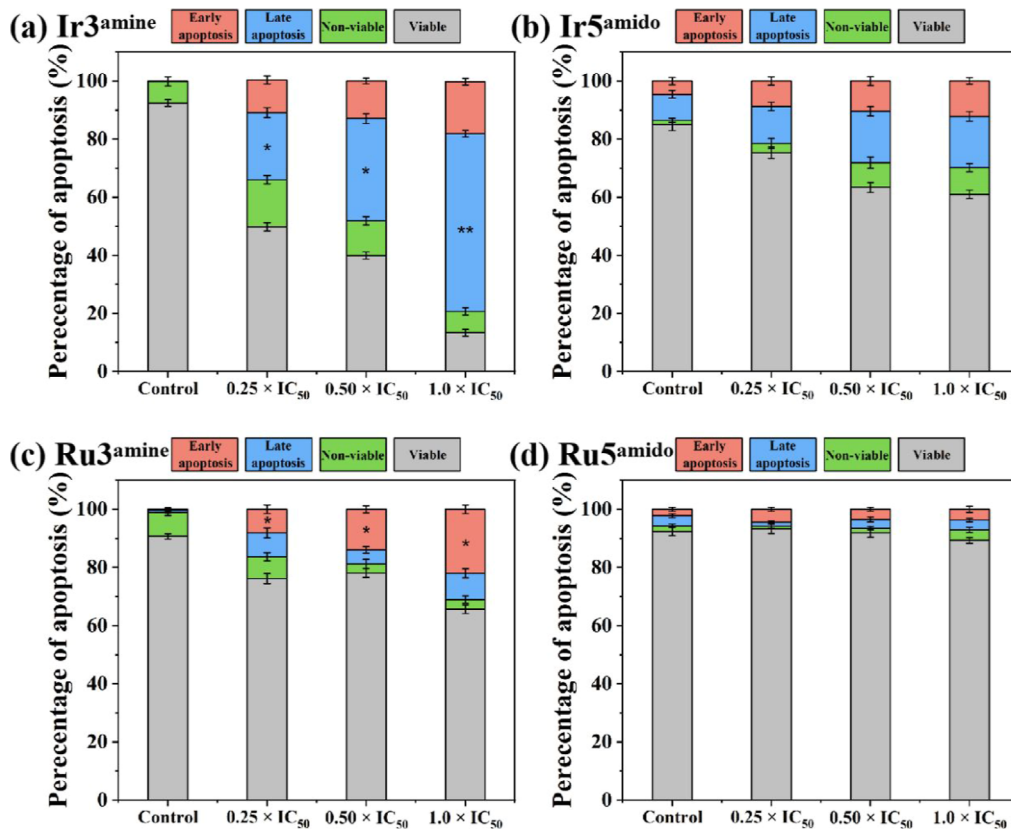 (a) Ir3amine
Early apoptosis
Late apoptosis
Non-viable
Viable
Perecentage of apoptosis (%)
100
80
60
40
20
0
*
*
**
Control
0.25 × IC50
0.50 × IC50
1.0 × IC50
(b) Ir5amido
Early apoptosis
Late apoptosis
Non-viable
Viable
Perecentage of apoptosis (%)
100
80
60
40
20
0
Control
0.25 × IC50
0.50 × IC50
1.0 × IC50
(c) Ru3amine
Early apoptosis
Late apoptosis
Non-viable
Viable
Perecentage of apoptosis (%)
100
80
60
40
20
0
*
*
*
Control
0.25 × IC50
0.50 × IC50
1.0 × IC50
(d) Ru5amido
Early apoptosis
Late apoptosis
Non-viable
Viable
Perecentage of apoptosis (%)
100
80
60
40
20
0
Control
0.25 × IC50
0.50 × IC50
1.0 × IC50